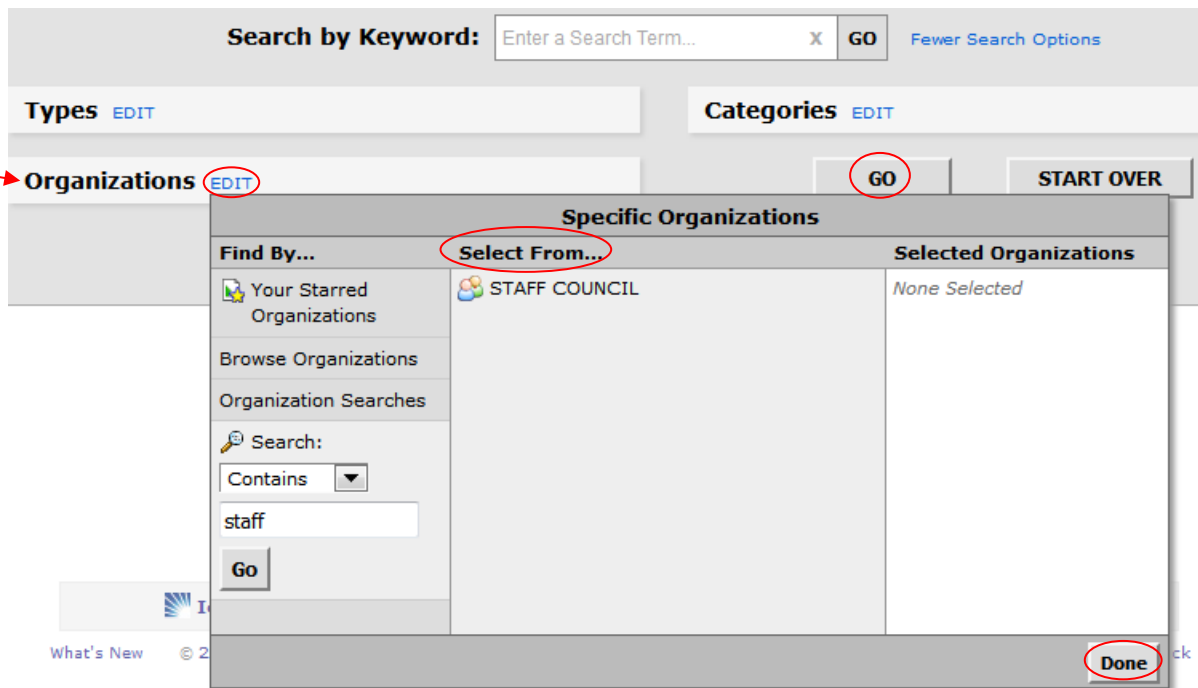 Search by Keyword: Enter a Search Term... x GO Fewer Search Options
Types EDIT
Categories EDIT
Organizations EDIT
GO
START OVER
Specific Organizations
Find By...
Select From...
Selected Organizations
Your Starred
Organizations
STAFF COUNCIL
None Selected
Browse Organizations
Organization Searches
Search:
Contains
staff
Go
What's New
© 2
Done